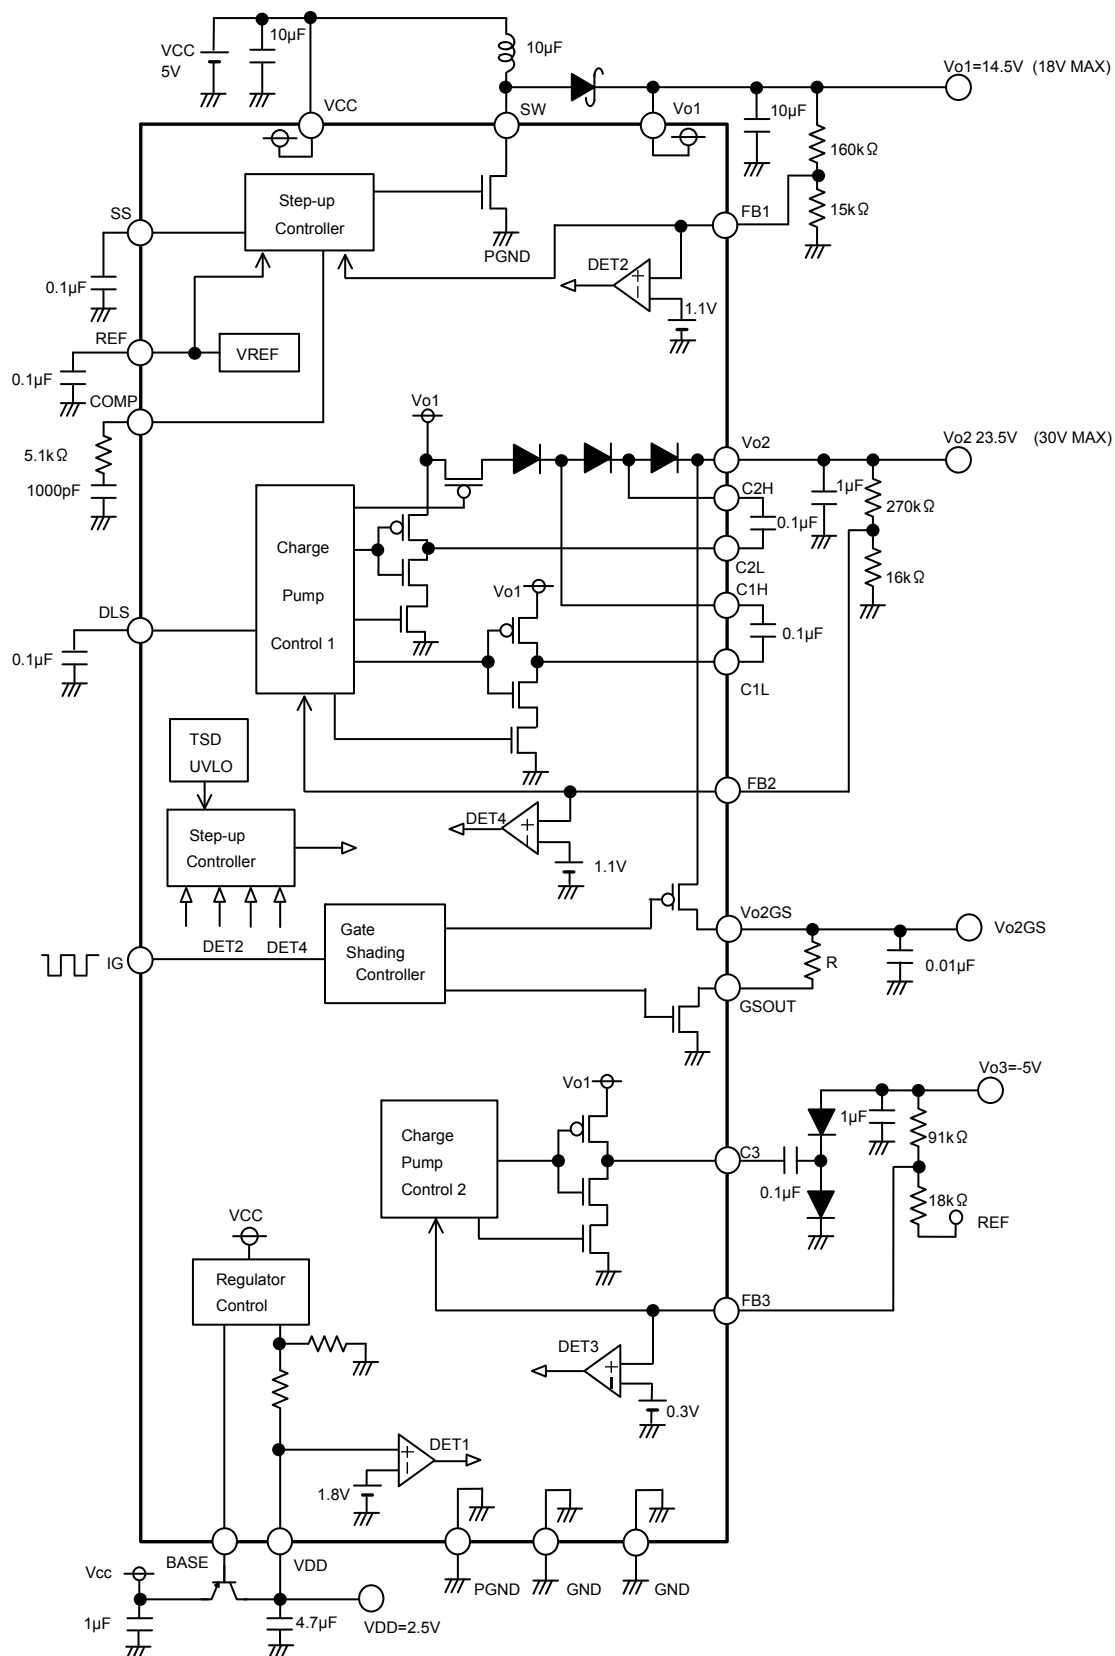 10µF
10µF
VCC
5V
Vo1=14.5V (18V MAX)
VCC
SW
Vo1
10µF
160kΩ
Step-up
Controller
SS
FB1
15kΩ
PGND
DET2
+
−
0.1µF
1.1V
REF
VREF
0.1µF
COMP
Vo1
5.1kΩ
Vo2
Vo2 23.5V (30V MAX)
1000pF
C2H
1µF
270kΩ
0.1µF
Charge
Pump
Control 1
C2L
16kΩ
Vo1
C1H
DLS
0.1µF
0.1µF
C1L
TSD
UVLO
FB2
DET4
+
−
Step-up
Controller
1.1V
Vo2GS
Vo2GS
Gate
Shading
Controller
DET2
DET4
IG
R
0.01µF
GSOUT
Vo3=-5V
Vo1
Charge
Pump
Control 2
1µF
91kΩ
C3
0.1µF
18kΩ
REF
VCC
Regulator
Control
FB3
DET3
+
−
0.3V
DET1
+
−
1.8V
BASE
VDD
Vcc
PGND
GND
GND
1µF
4.7µF
VDD=2.5V